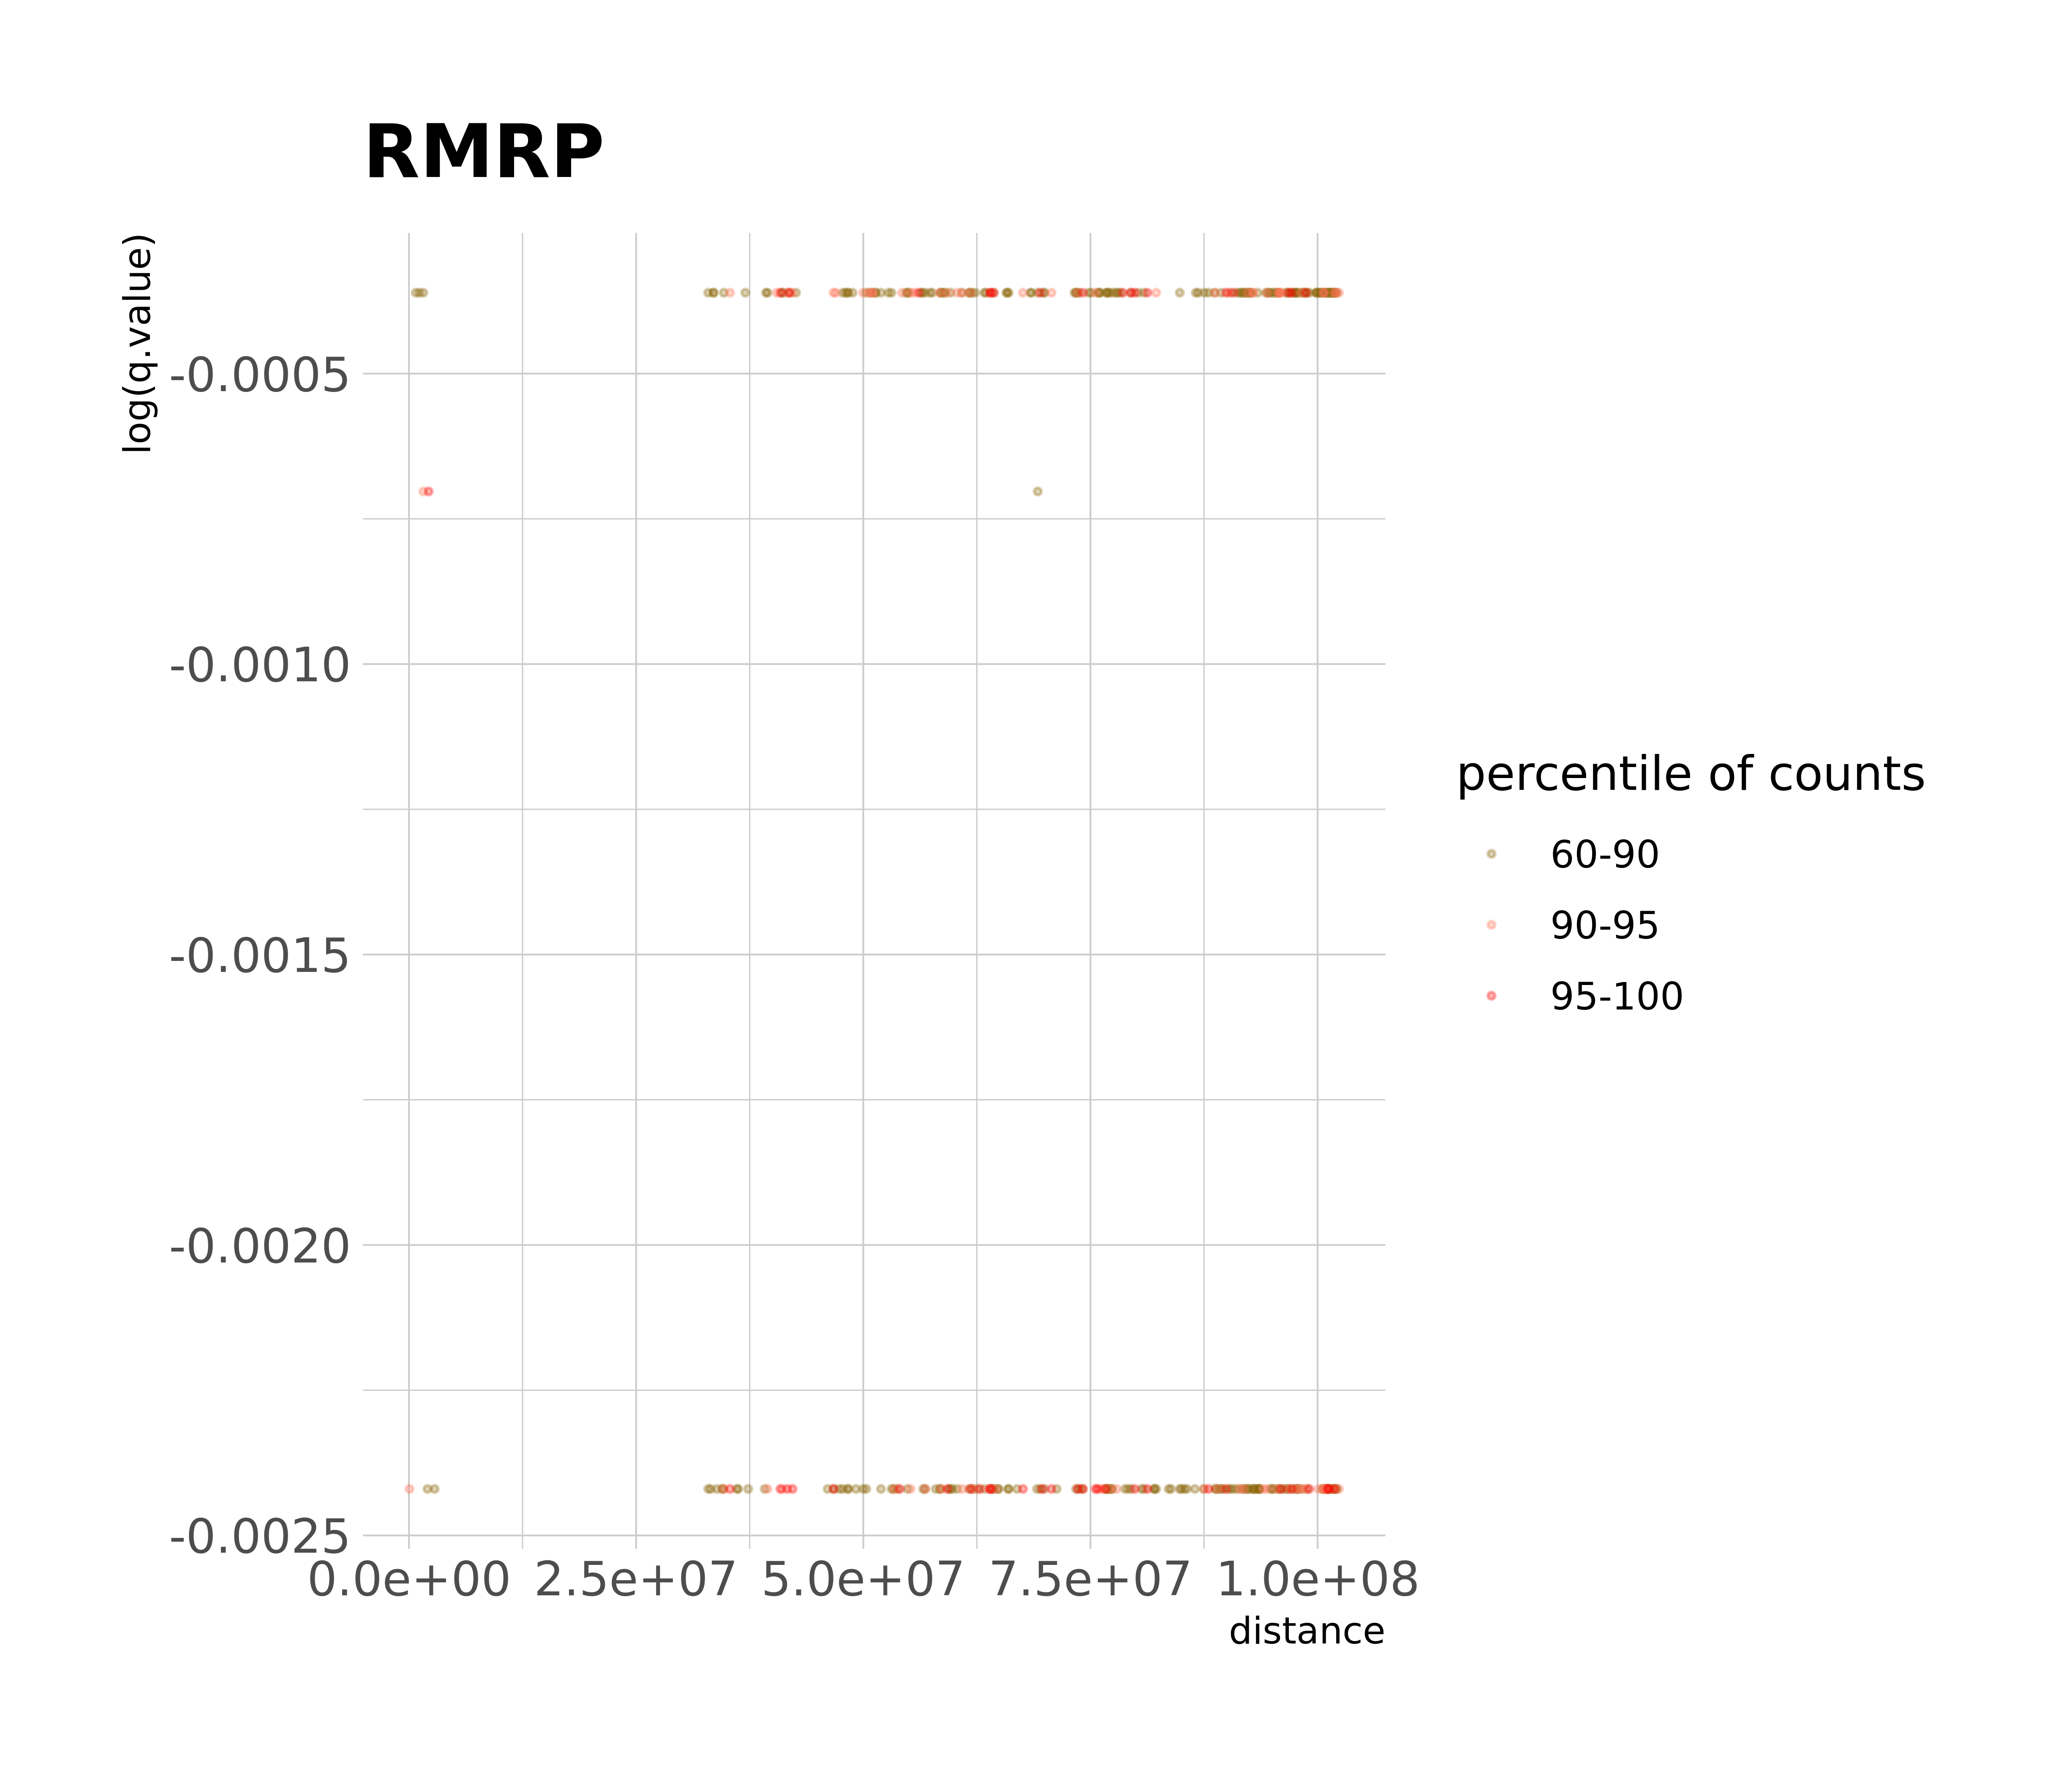 RMRP
log(q.value)
-0.0005
-0.0010
-0.0015
-0.0020
-0.0025
0.0e+00 2.5e+07 5.0e+07 7.5e+07 1.0e+08
distance
percentile of counts
60-90
90-95
95-100